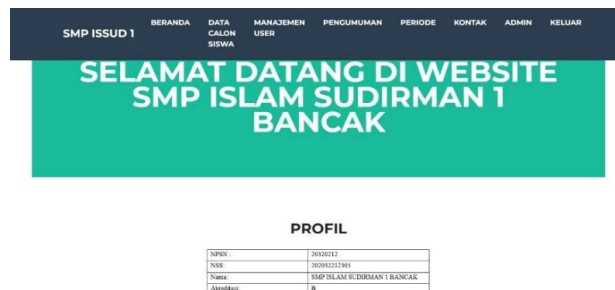 SMP ISSUD 1
BERANDA
DATA
CALON
SISWA
MANAJEMEN
USER
PENGUMUMAN
PERIODE
KONTAK
ADMIN
KELUAR
SELAMAT DATANG DI WEBSITE
SMP ISLAM SUDIRMAN 1
BANCAK
PROFIL
NPSN : 20320212
NSS : 202032212303
Nama: SMP ISLAM SUDIRMAN 1 BANCAK
Akreditasi: B